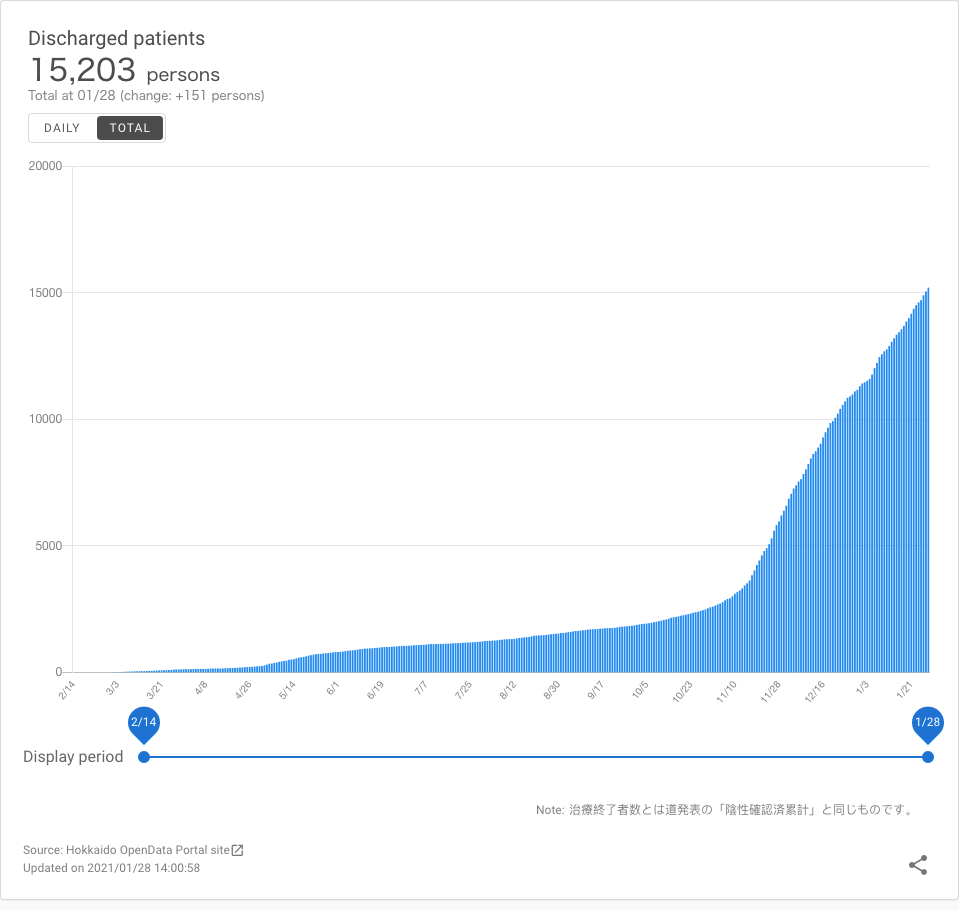 Discharged patients
15,203 persons
Total at 01/28 (change: +151 persons)
DAILY TOTAL
20000
15000
10000
5000
0
2/14 3/3 3/21 4/8 4/26 5/14 6/1 6/19 7/7 7/25 8/12 8/30 9/17 10/5 10/23 11/10 11/28 12/16 1/3 1/21
2/14 1/28
Display period
Note: 治療終了者数とは道発表の「陰性確認済累計」と同じものです。
Source: Hokkaido OpenData Portal site
Updated on 2021/01/28 14:00:58